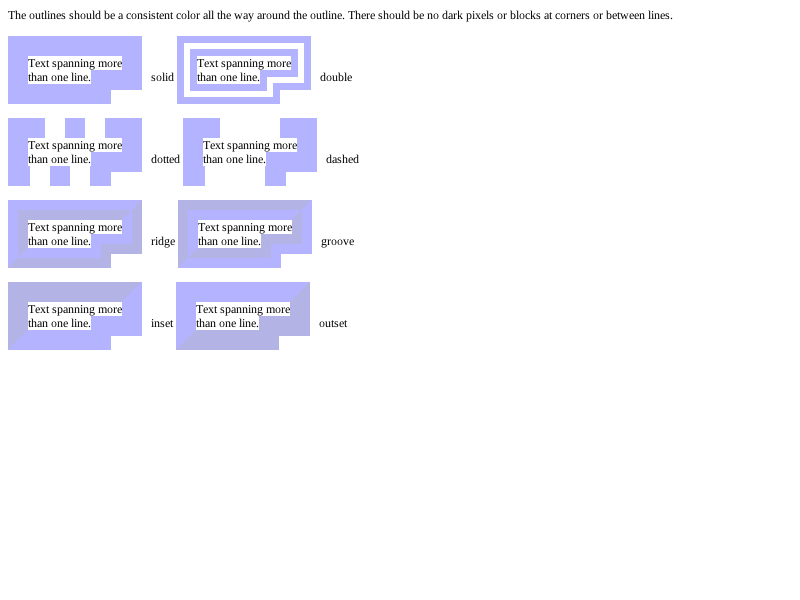 The outlines should be a consistent color all the way around the outline. There should be no dark pixels or blocks at corners or between lines.
Text spanning more
than one line.
solid
Text spanning more
than one line.
double
Text spanning more
than one line.
dotted
Text spanning more
than one line.
dashed
Text spanning more
than one line.
ridge
Text spanning more
than one line.
groove
Text spanning more
than one line.
inset
Text spanning more
than one line.
outset